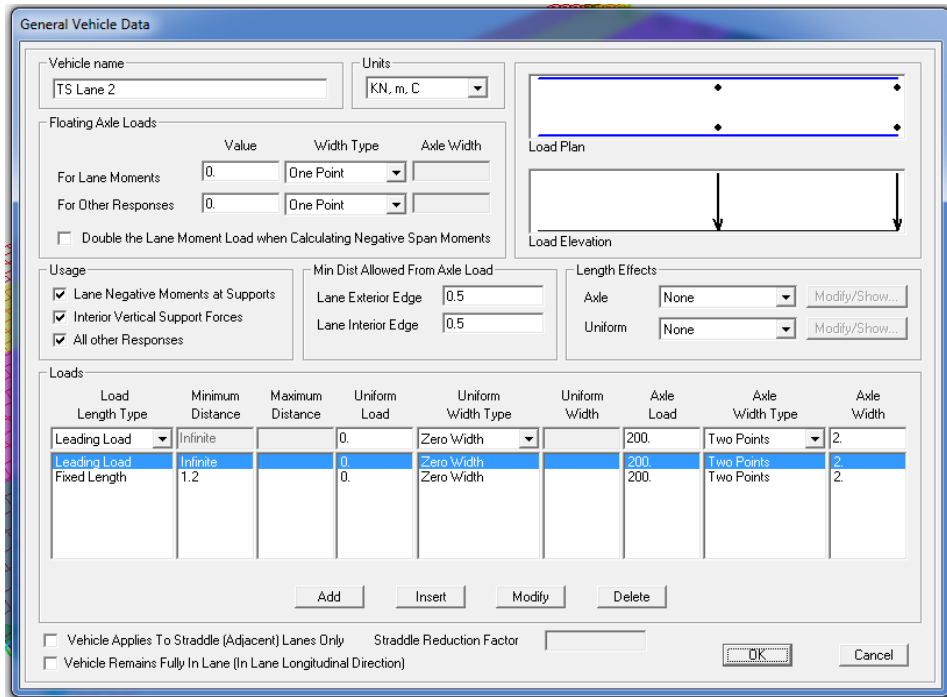 General Vehicle Data
Vehicle name
TS Lane 2
Units
KN, m, C
Floating Axle Loads
Value Width Type Axle Width
For Lane Moments 0. One Point
For Other Responses 0. One Point
Double the Lane Moment Load when Calculating Negative Span Moments
Load Plan
Load Elevation
Usage
Lane Negative Moments at Supports
Interior Vertical Support Forces
All other Responses
Min Dist Allowed From Axle Load
Lane Exterior Edge 0.5
Lane Interior Edge 0.5
Length Effects
Axle None Modify/Show...
Uniform None Modify/Show...
Loads
Load Minimum Maximum Uniform Uniform Uniform Axle Axle Axle
Length Type Distance Distance Load Width Type Width Load Width Type Width
Leading Load Infinite 0. Zero Width 200. Two Points 2.
Leading Load Infinite 0. Zero Width 200. Two Points 2.
Fixed Length 1.2 0. Zero Width 200. Two Points 2.
Add Insert Modify Delete
Vehicle Applies To Straddle (Adjacent) Lanes Only Straddle Reduction Factor
Vehicle Remains Fully In Lane (In Lane Longitudinal Direction)
OK Cancel